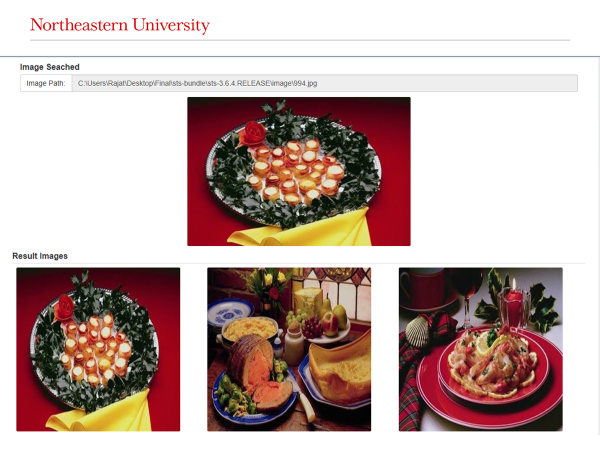 Northeastern University
Image Seached
Image Path: C:\Users\Rajat\Desktop\Final\sts-bundle\sts-3.6.4.RELEASE\image\994.jpg
Result Images